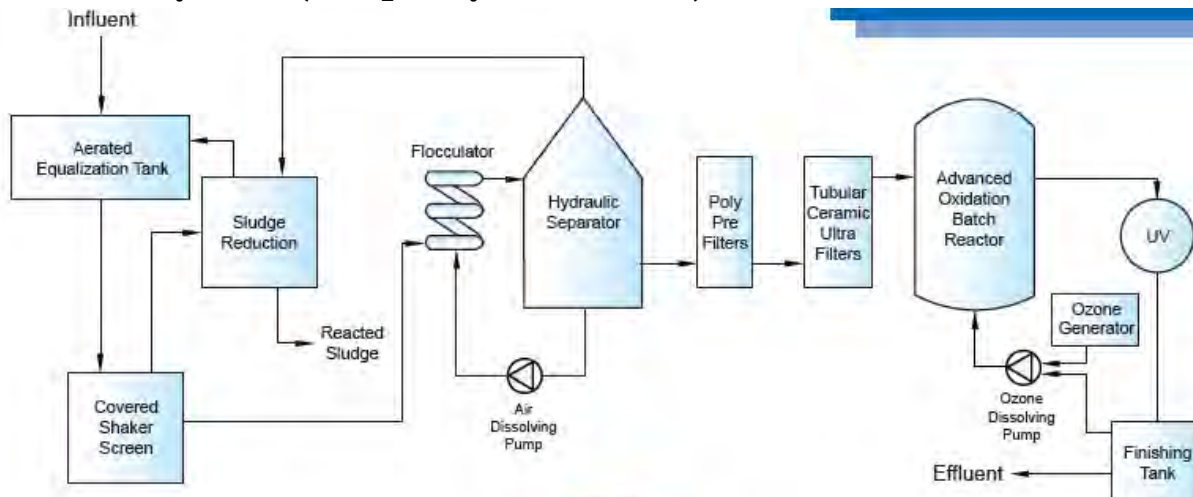 Influent
Aerated
Equalization Tank
Sludge
Reduction
Reacted
Sludge
Covered
Shaker
Screen
Flocculator
Hydraulic
Separator
Air
Dissolving
Pump
Poly
Pre
Filters
Tubular
Ceramic
Ultra
Filters
Advanced
Oxidation
Batch
Reactor
UV
Ozone
Generator
Ozone
Dissolving
Pump
Finishing
Tank
Effluent